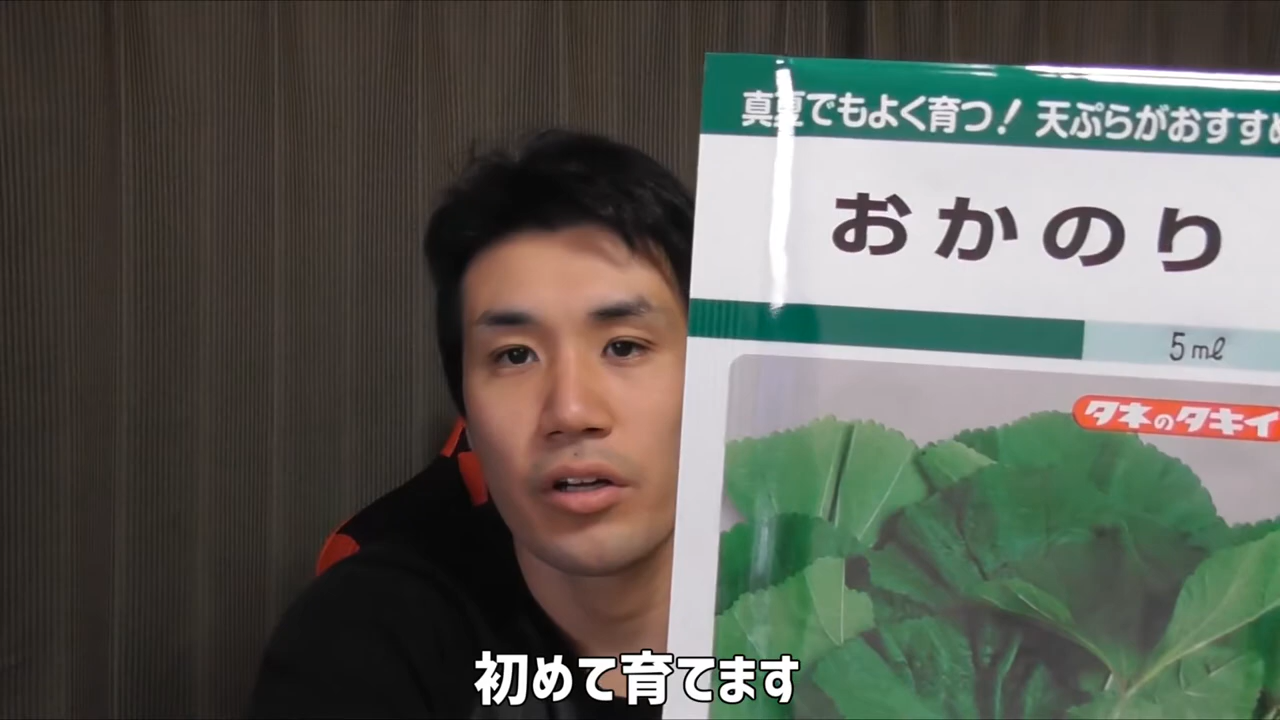 真夏でもよく育つ！ 天ぷらがおすすめ
おかのり
5ml
タネのタキイ
初めて育てます